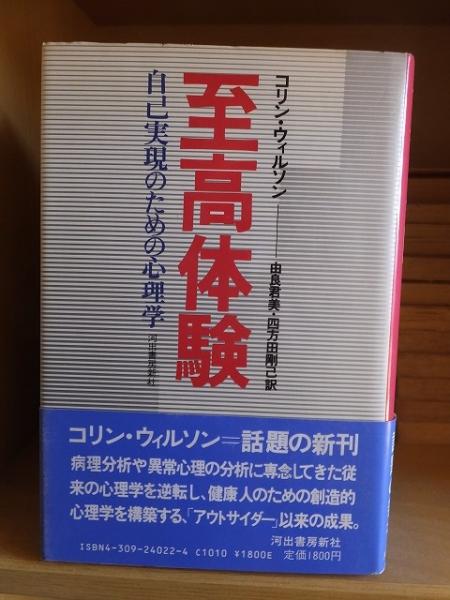 コリン・ウィルソン――由良君美・四方田剛己訳
至高体験
自己実現のための心理学
河出書房新社
コリン・ウィルソン=話題の新刊
病理分析や異常心理の分析に専念してきた従
来の心理学を逆転し、健康人のための創造的
心理学を構築する、「アウトサイダー」以来の成果。
河出書房新社
ISBN4-309-24022-4 C1010 ¥1800E 定価1800円